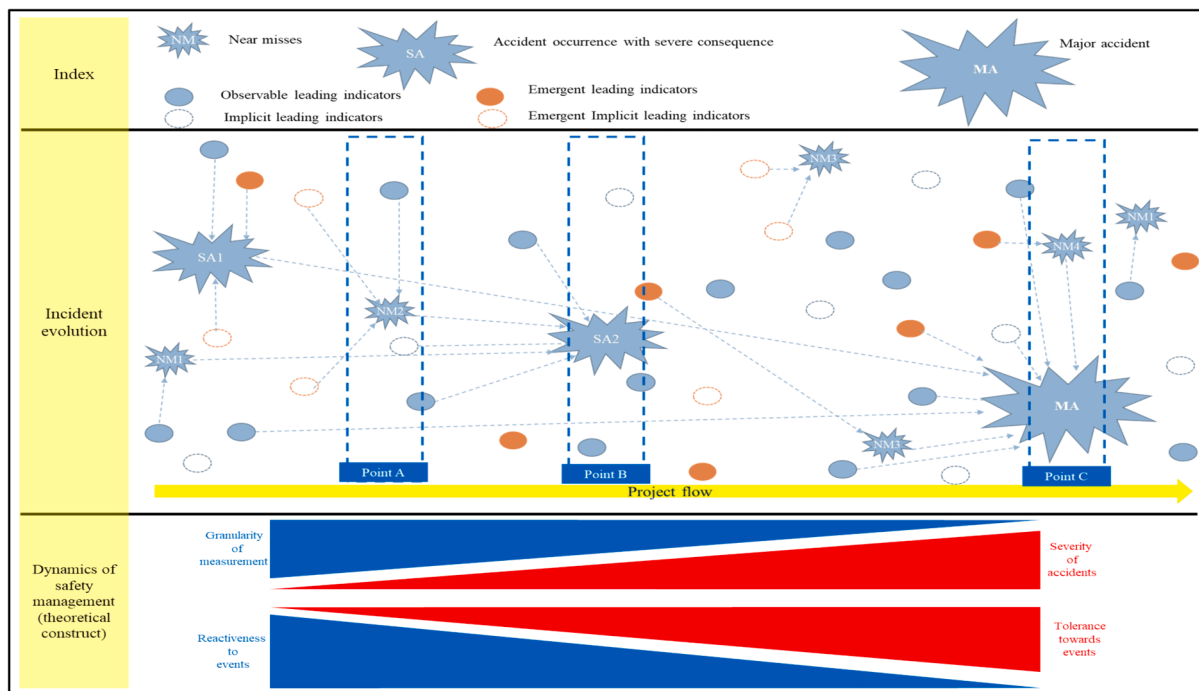 Index
NM
Near misses
SA
Accident occurrence with severe consequence
MA
Major accident
Observable leading indicators
Emergent leading indicators
Implicit leading indicators
Emergent Implicit leading indicators
Incident
evolution
NM3
NM1
SA1
NM4
NM2
SA2
NM1
MA
NM3
Point A
Point B
Point C
Project flow
Dynamics of
safety
management
(theoretical
construct)
Granularity
of
measurement
Severity
of
accidents
Reactiveness
to
events
Tolerance
towards
events